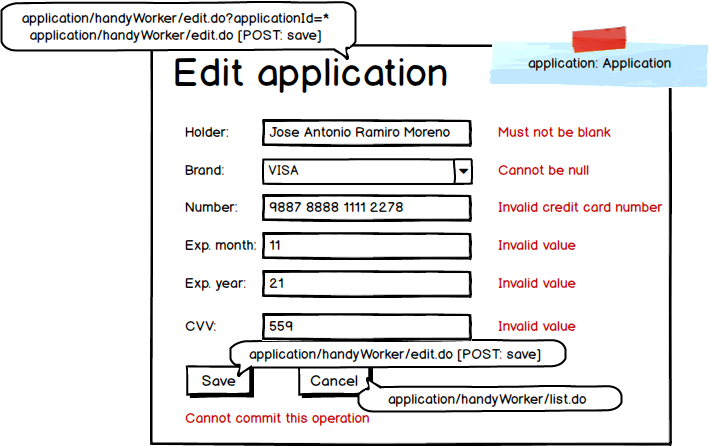 application/handyWorker/edit.do?applicationId=*
application/handyWorker/edit.do [POST: save]
Edit application
application: Application
Holder: Jose Antonio Ramiro Moreno Must not be blank
Brand: VISA Cannot be null
Number: 9887 8888 1111 2278 Invalid credit card number
Exp. month: 11 Invalid value
Exp. year: 21 Invalid value
CVV: 559 Invalid value
application/handyWorker/edit.do [POST: save]
Save Cancel
application/handyWorker/list.do
Cannot commit this operation